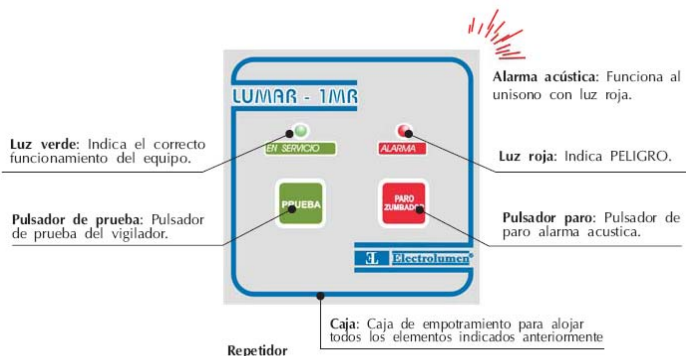 Alarma acústica: Funciona al
unisono con luz roja.
LUMAR - 1MR
Luz verde: Indica el correcto
funcionamiento del equipo.
EN SERVICIO
ALARMA
Luz roja: Indica PELIGRO.
Pulsador de prueba: Pulsador
de prueba del vigilador.
PRUEBA
PARO
ZUMBADOR
Pulsador paro: Pulsador de
paro alarma acustica.
EL Electrolumen®
Caja: Caja de empotramiento para alojar
todos los elementos indicados anteriormente
Repetidor